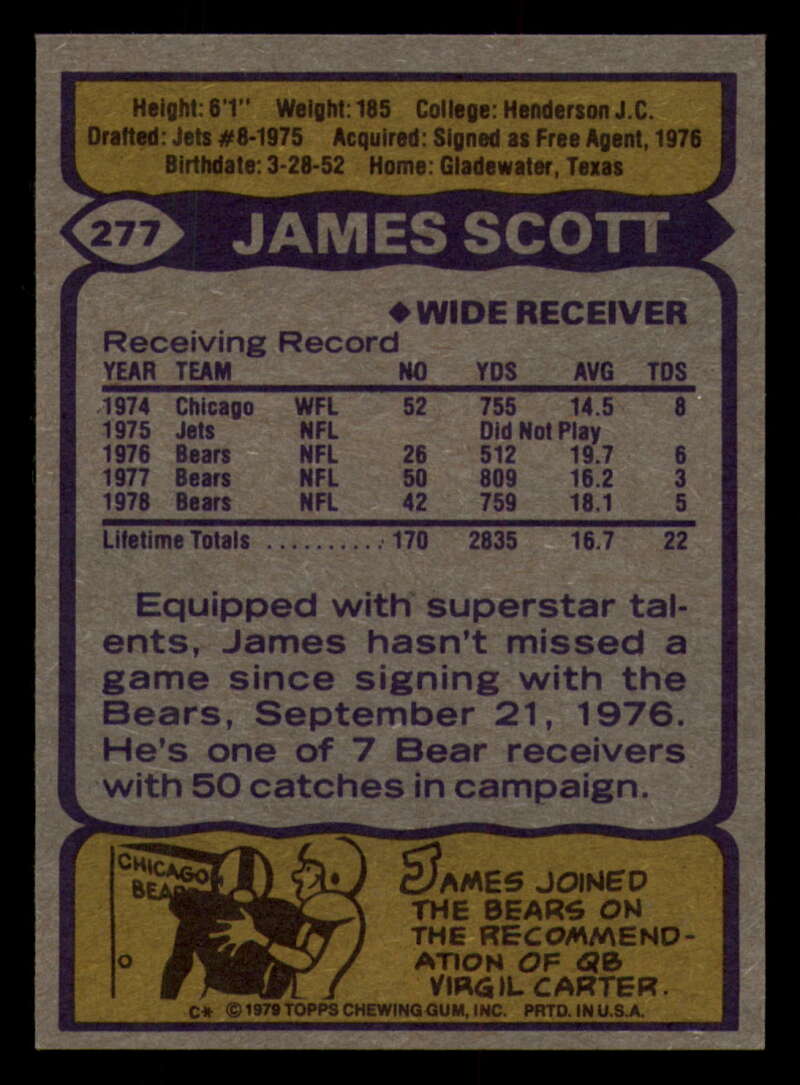 Height: 6'1" Weight: 185 College: Henderson J.C.
Drafted: Jets #8-1975 Acquired: Signed as Free Agent, 1976
Birthdate: 3-28-52 Home: Gladewater, Texas
277 JAMES SCOTT
◆ WIDE RECEIVER
Receiving Record
YEAR TEAM NO YDS AVG TDS
1974 Chicago WFL 52 755 14.5 8
1975 Jets NFL Did Not Play
1976 Bears NFL 26 512 19.7 6
1977 Bears NFL 50 809 16.2 3
1978 Bears NFL 42 759 18.1 5
Lifetime Totals .......... 170 2835 16.7 22
Equipped with superstar tal-
ents, James hasn't missed a
game since signing with the
Bears, September 21, 1976.
He's one of 7 Bear receivers
with 50 catches in campaign.
CHICAGO
BEARS
JAMES JOINED
THE BEARS ON
THE RECOMMEND-
ATION OF QB
VIRGIL CARTER.
C* © 1979 TOPPS CHEWING GUM, INC. PRTD. IN U.S.A.